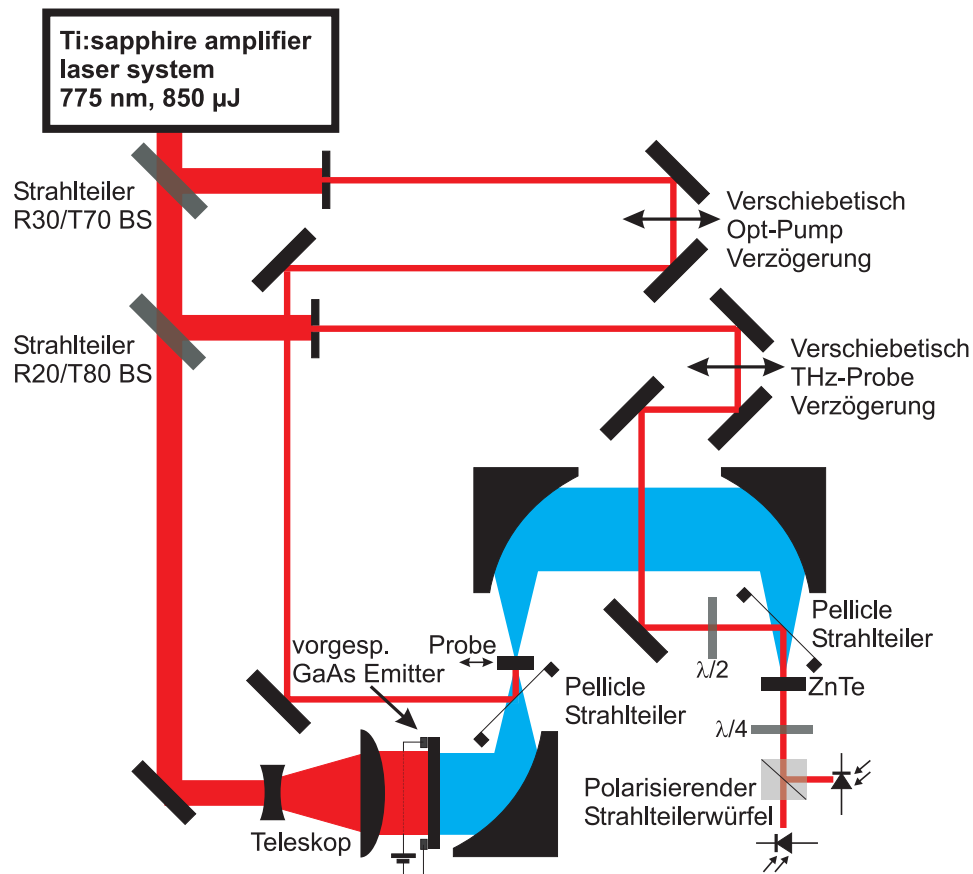 Ti:sapphire amplifier
laser system
775 nm, 850 µJ
Strahlteiler
R30/T70 BS
Verschiebetisch
Opt-Pump
Verzögerung
Strahlteiler
R20/T80 BS
Verschiebetisch
THz-Probe
Verzögerung
vorgesp.
GaAs Emitter
Probe
Pellicle
Strahlteiler
λ/2
Pellicle
Strahlteiler
ZnTe
λ/4
Teleskop
Polarisierender
Strahlteilerwürfel